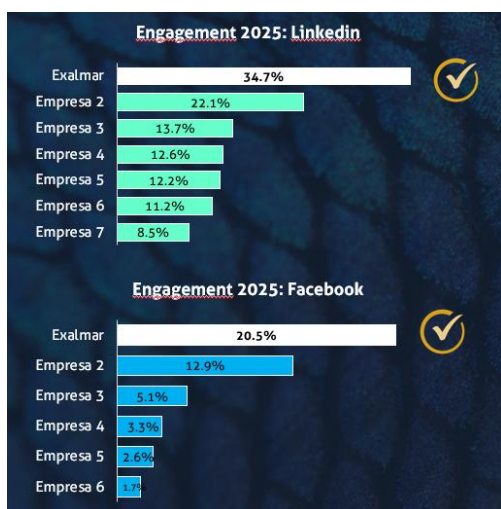 Engagement 2025: Linkedin
Exalmar 34.7%
Empresa 2 22.1%
Empresa 3 13.7%
Empresa 4 12.6%
Empresa 5 12.2%
Empresa 6 11.2%
Empresa 7 8.5%
Engagement 2025: Facebook
Exalmar 20.5%
Empresa 2 12.9%
Empresa 3 5.1%
Empresa 4 3.3%
Empresa 5 2.6%
Empresa 6 1.7%